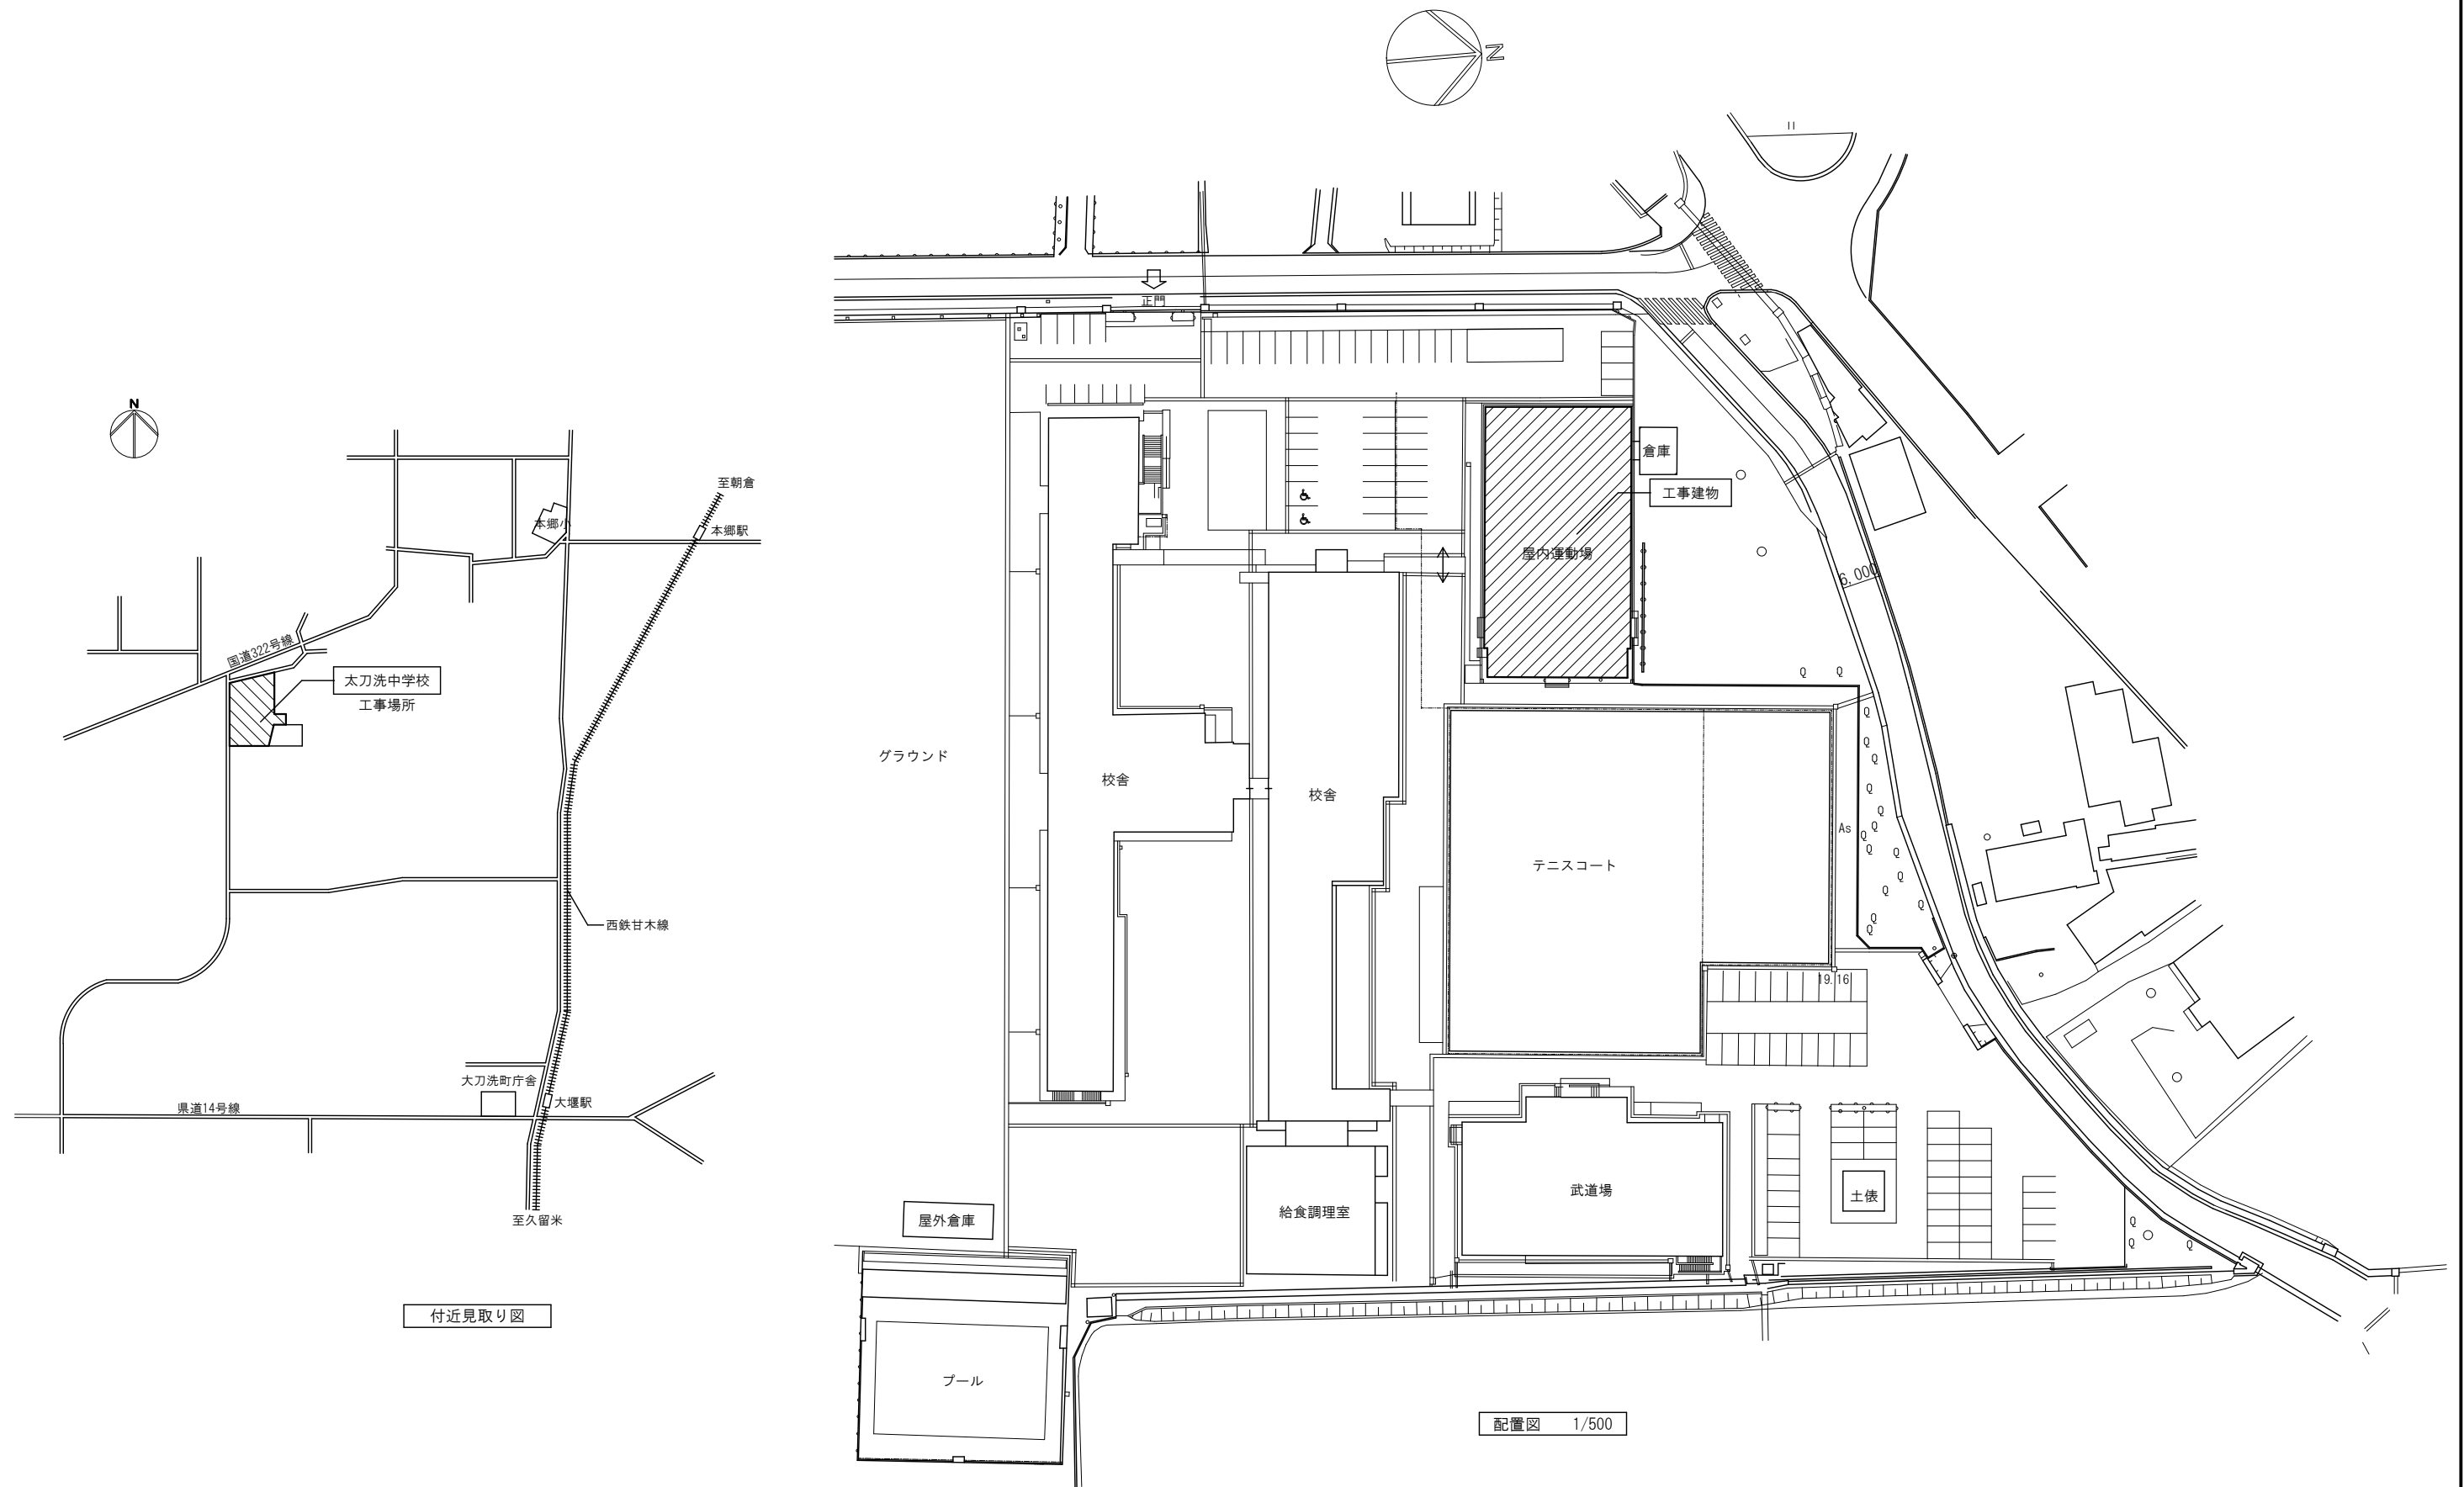 N
至朝倉
本郷小
本郷駅
国道322号線
太刀洗中学校
工事場所
西鉄甘木線
大刀洗町庁舎
大堰駅
県道14号線
至久留米
付近見取り図
N
正門
倉庫
工事建物
屋内運動場
6.000
グラウンド
校舎
校舎
テニスコート
As
19.16
武道場
土俵
給食調理室
屋外倉庫
プール
配置図 1/500